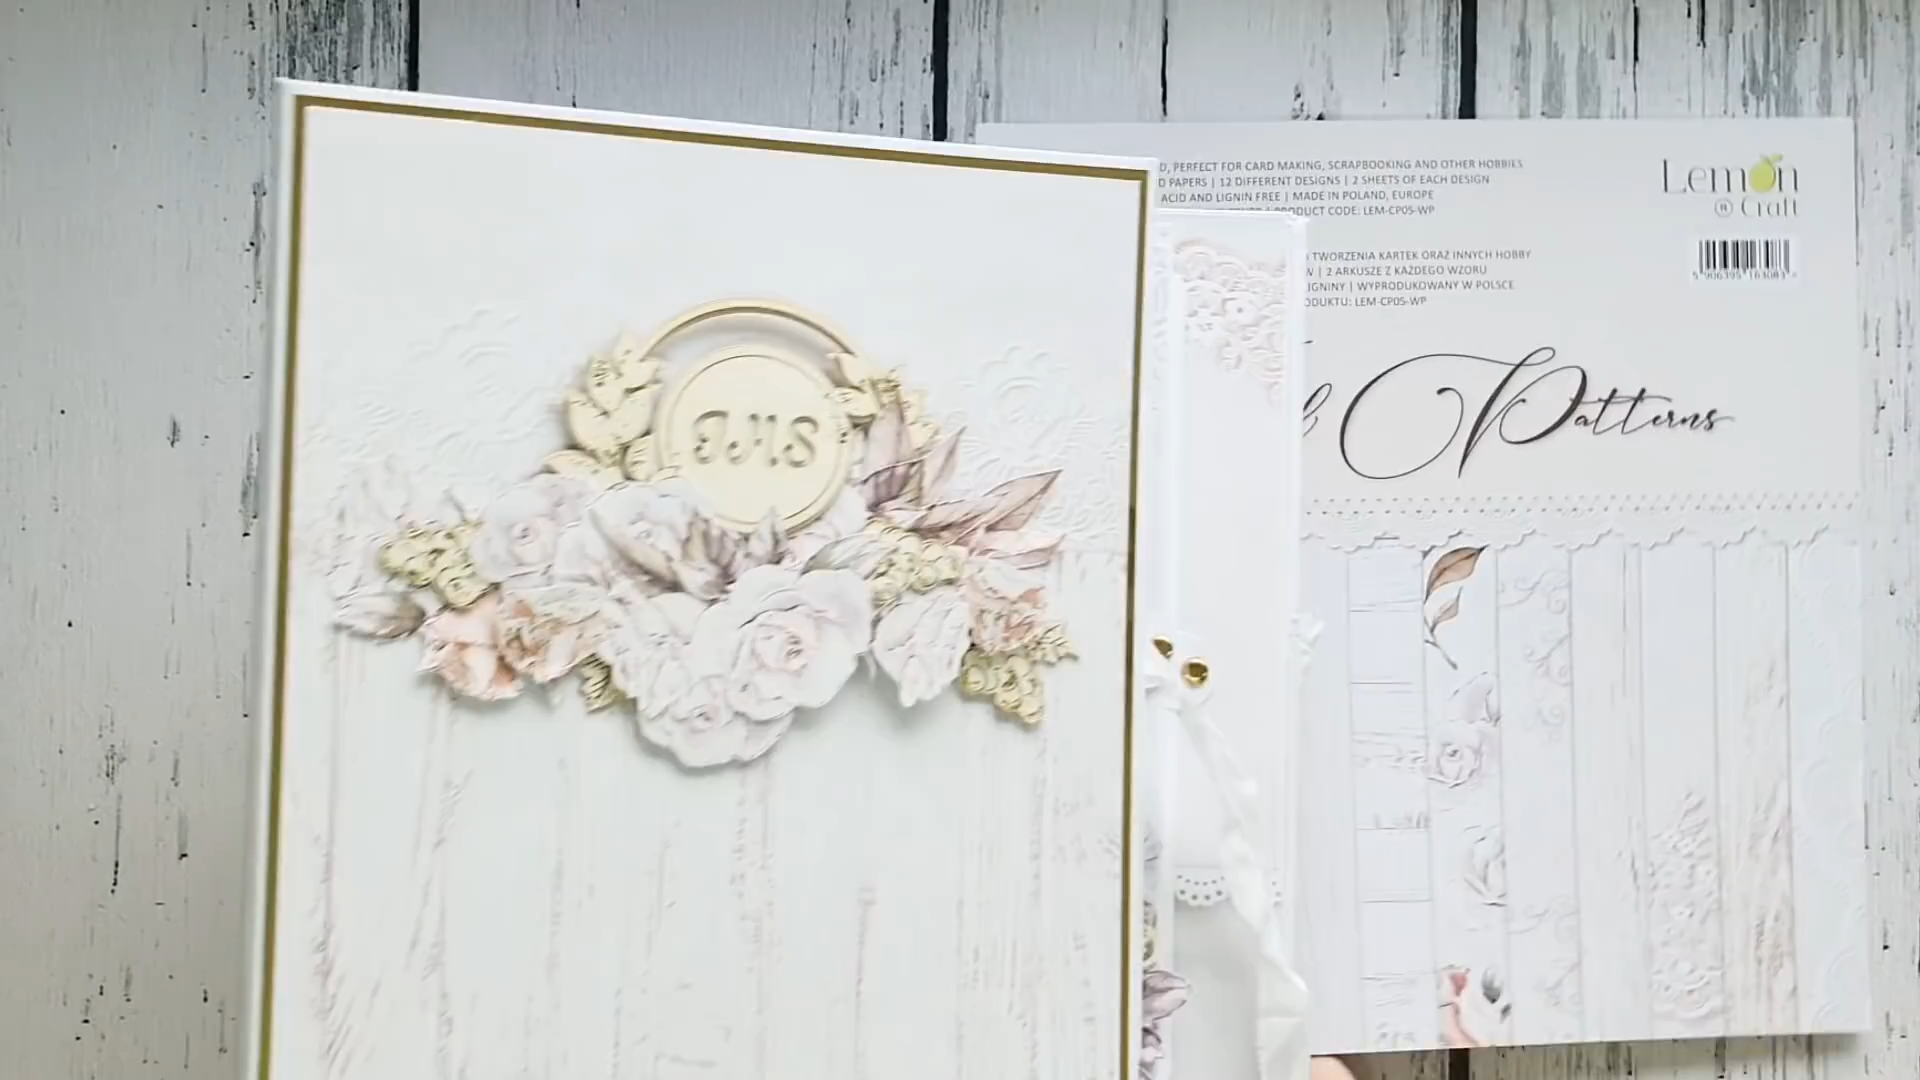 IHS
D, PERFECT FOR CARD MAKING, SCRAPBOOKING AND OTHER HOBBIES
D PAPERS | 12 DIFFERENT DESIGNS | 2 SHEETS OF EACH DESIGN
ACID AND LIGNIN FREE | MADE IN POLAND, EUROPE
PRODUCT CODE: LEM-CP05-WP
Lemon
Craft
TWORZENIA KARTEK ORAZ INNYCH HOBBY
W | 2 ARKUSZE Z KAŻDEGO WZORU
IGNINY | WYPRODUKOWANY W POLSCE
ODUKTU: LEM-CP05-WP
Patterns